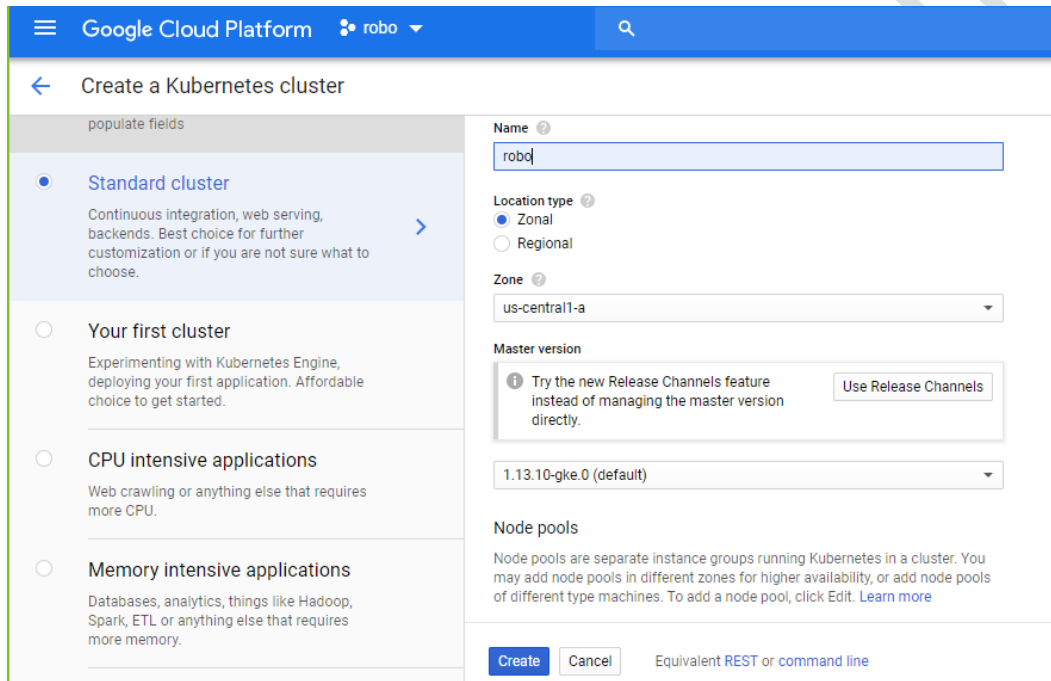 Google Cloud Platform
robo
Create a Kubernetes cluster
populate fields
Standard cluster
Continuous integration, web serving,
backends. Best choice for further
customization or if you are not sure what to
choose.
Your first cluster
Experimenting with Kubernetes Engine,
deploying your first application. Affordable
choice to get started.
CPU intensive applications
Web crawling or anything else that requires
more CPU.
Memory intensive applications
Databases, analytics, things like Hadoop,
Spark, ETL or anything else that requires
more memory.
Name
robo
Location type
Zonal
Regional
Zone
us-central1-a
Master version
Try the new Release Channels feature
instead of managing the master version
directly.
Use Release Channels
1.13.10-gke.0 (default)
Node pools
Node pools are separate instance groups running Kubernetes in a cluster. You
may add node pools in different zones for higher availability, or add node pools
of different type machines. To add a node pool, click Edit. Learn more
Create
Cancel
Equivalent REST or command line